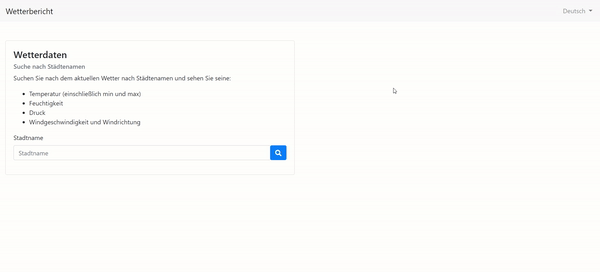 Wetterbericht
Deutsch
Wetterdaten
Suche nach Städtenamen
Suchen Sie nach dem aktuellen Wetter nach Städtenamen und sehen Sie seine:
Temperatur (einschließlich min und max)
Feuchtigkeit
Druck
Windgeschwindigkeit und Windrichtung
Stadtname
Stadtname